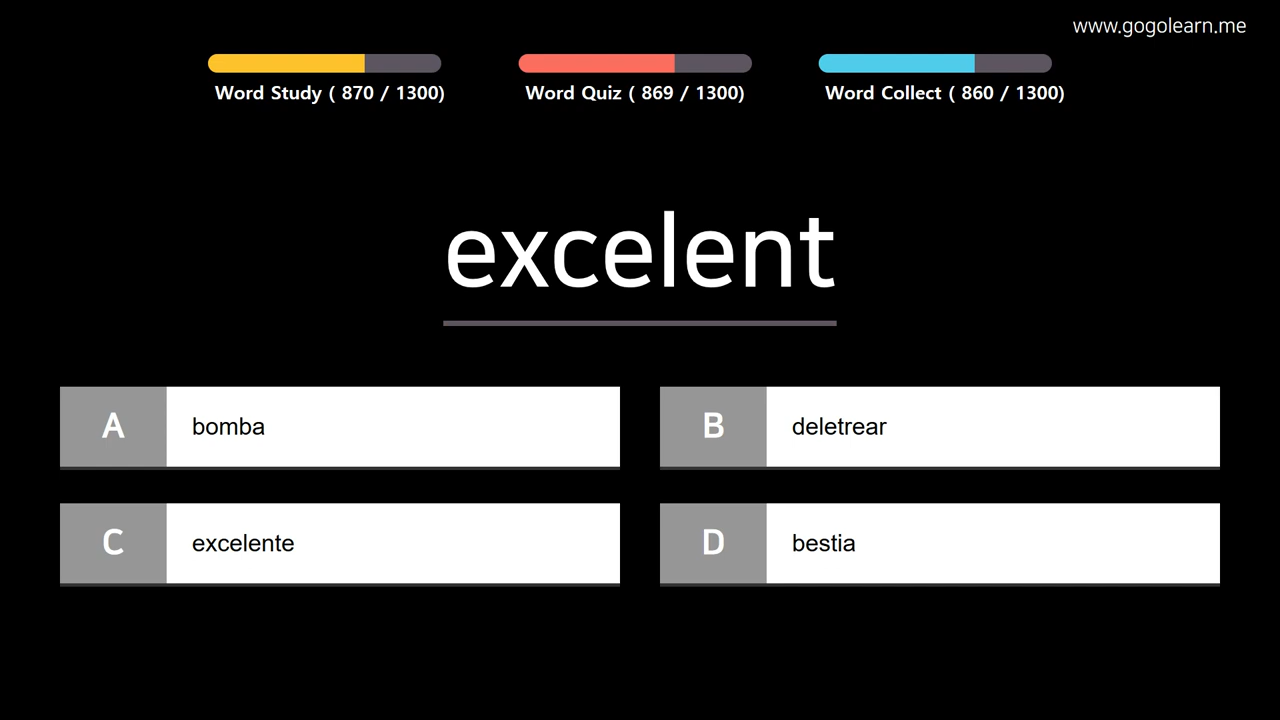 www.gogolearn.me
Word Study ( 870 / 1300)
Word Quiz ( 869 / 1300)
Word Collect ( 860 / 1300)
excelent
A bomba
B deletrear
C excelente
D bestia